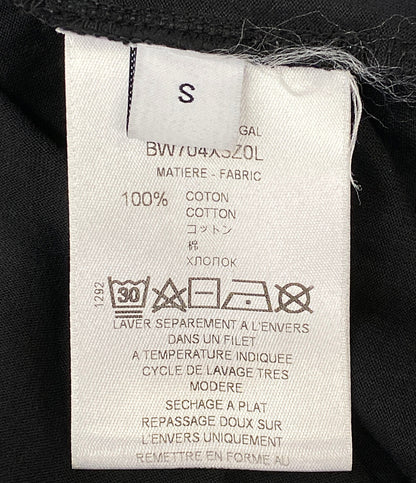 S
GAL
MATIERE - FABRIC
100% COTON
COTTON
コットン
棉
ХЛОПОК
1292
30
LAVER SEPAREMENT A L'ENVERS
DANS UN FILET
A TEMPERATURE INDIQUEE
CYCLE DE LAVAGE TRES
MODERE
SECHAGE A PLAT
REPASSAGE DOUX SUR
L'ENVERS UNIQUEMENT
REMETTRE EN FORME AU